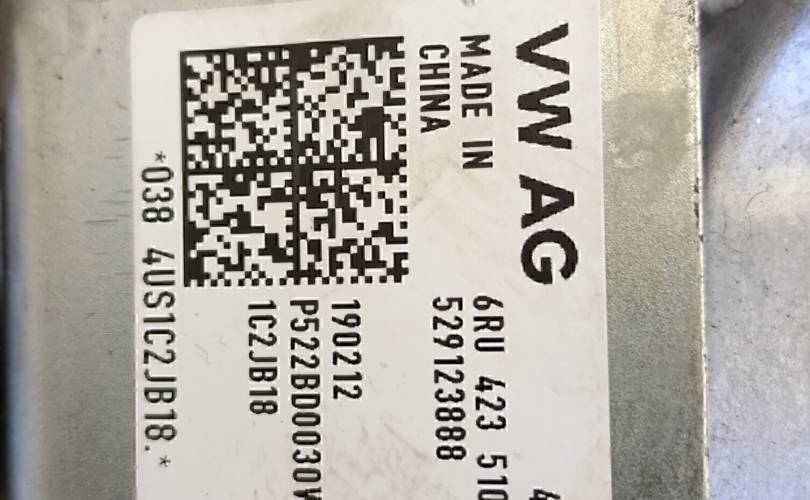 VW AG
MADE IN
CHINA
6RU 423 510
529123888
190212
P522BD0030V
1C2JB18
*038 4US1C2JB18.*